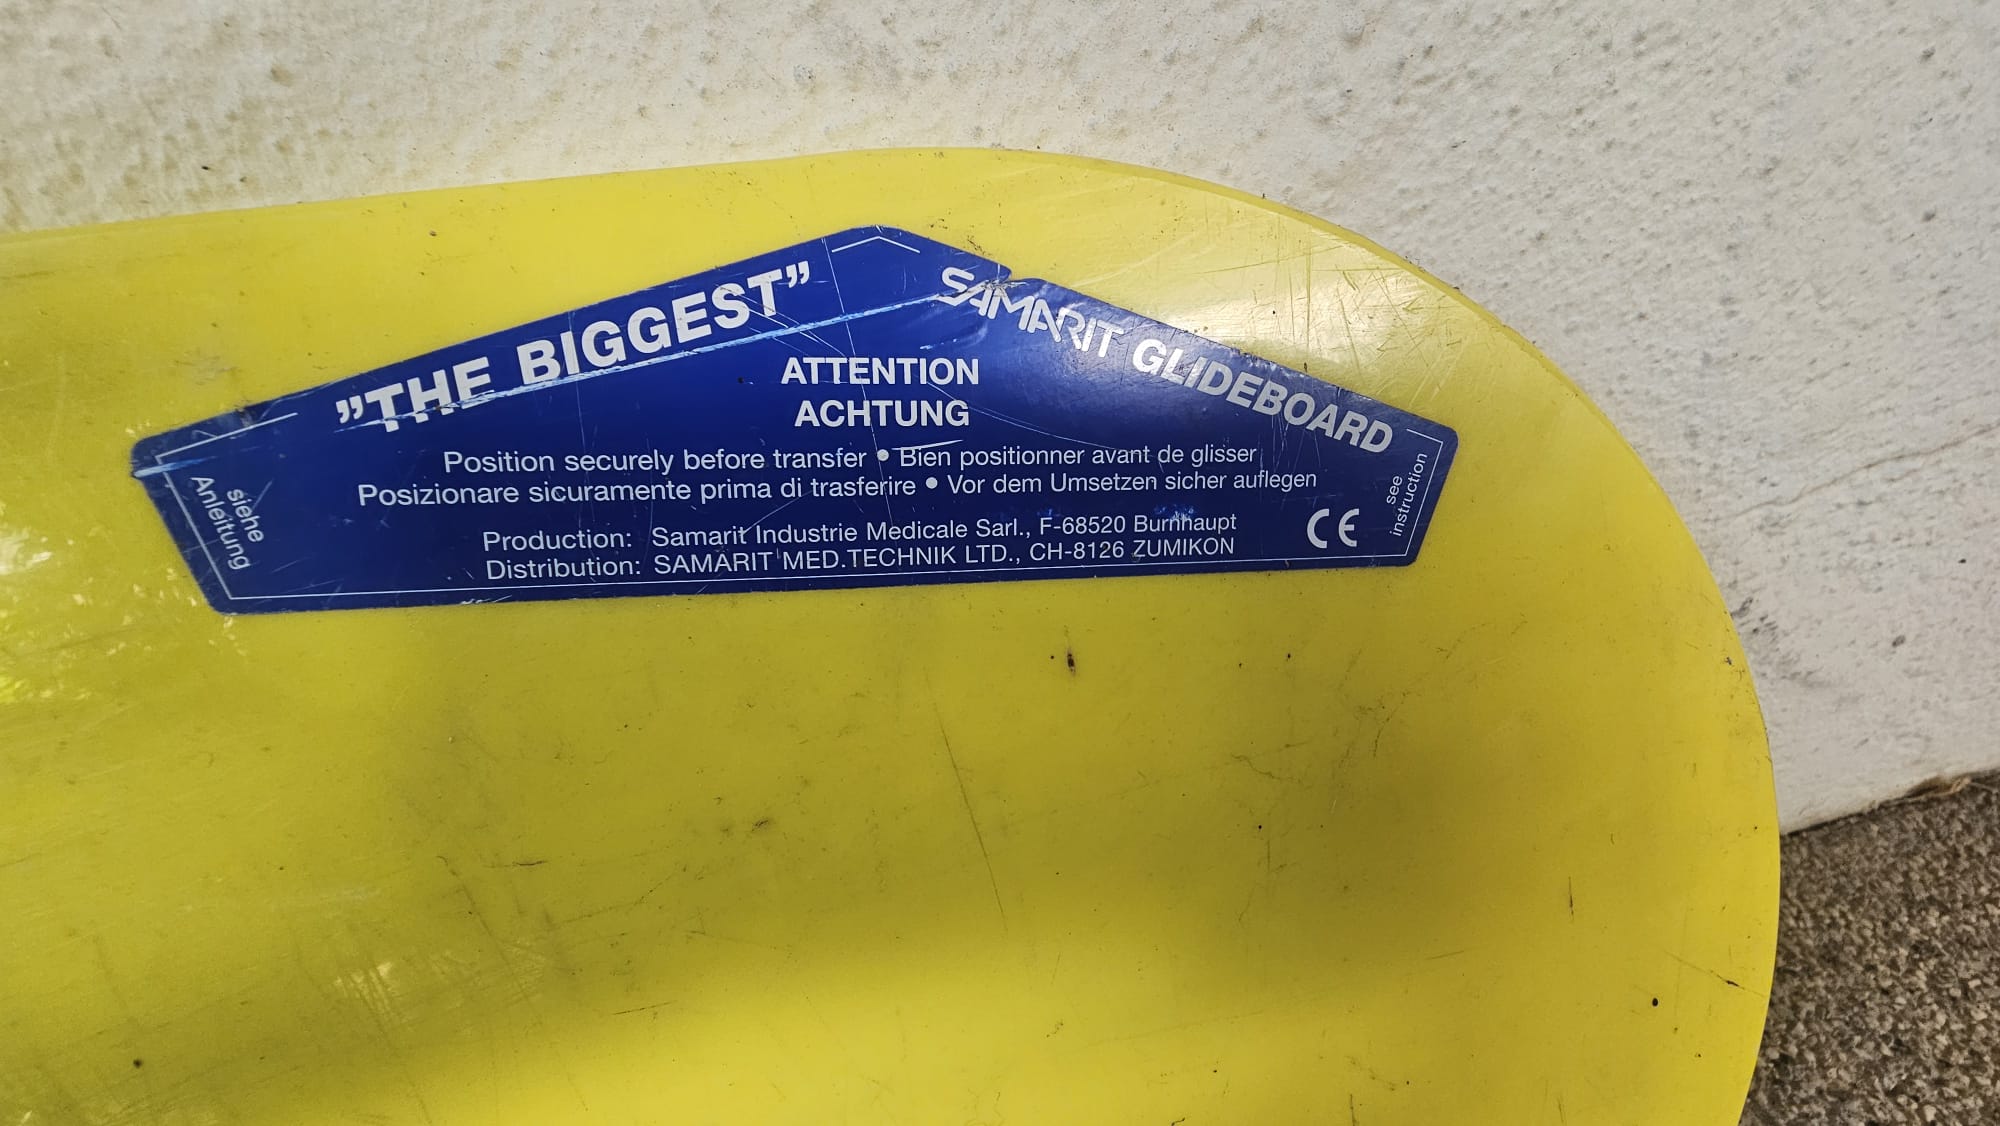 ”THE BIGGEST”
SAMARIT GLIDEBOARD
ATTENTION
ACHTUNG
Position securely before transfer • Bien positionner avant de glisser
Posizionare sicuramente prima di trasferire • Vor dem Umsetzen sicher auflegen
siehe
Anleitung
see
instruction
Production: Samarit Industrie Medicale Sarl., F-68520 Burnhaupt
Distribution: SAMARIT MED.TECHNIK LTD., CH-8126 ZUMIKON
CE